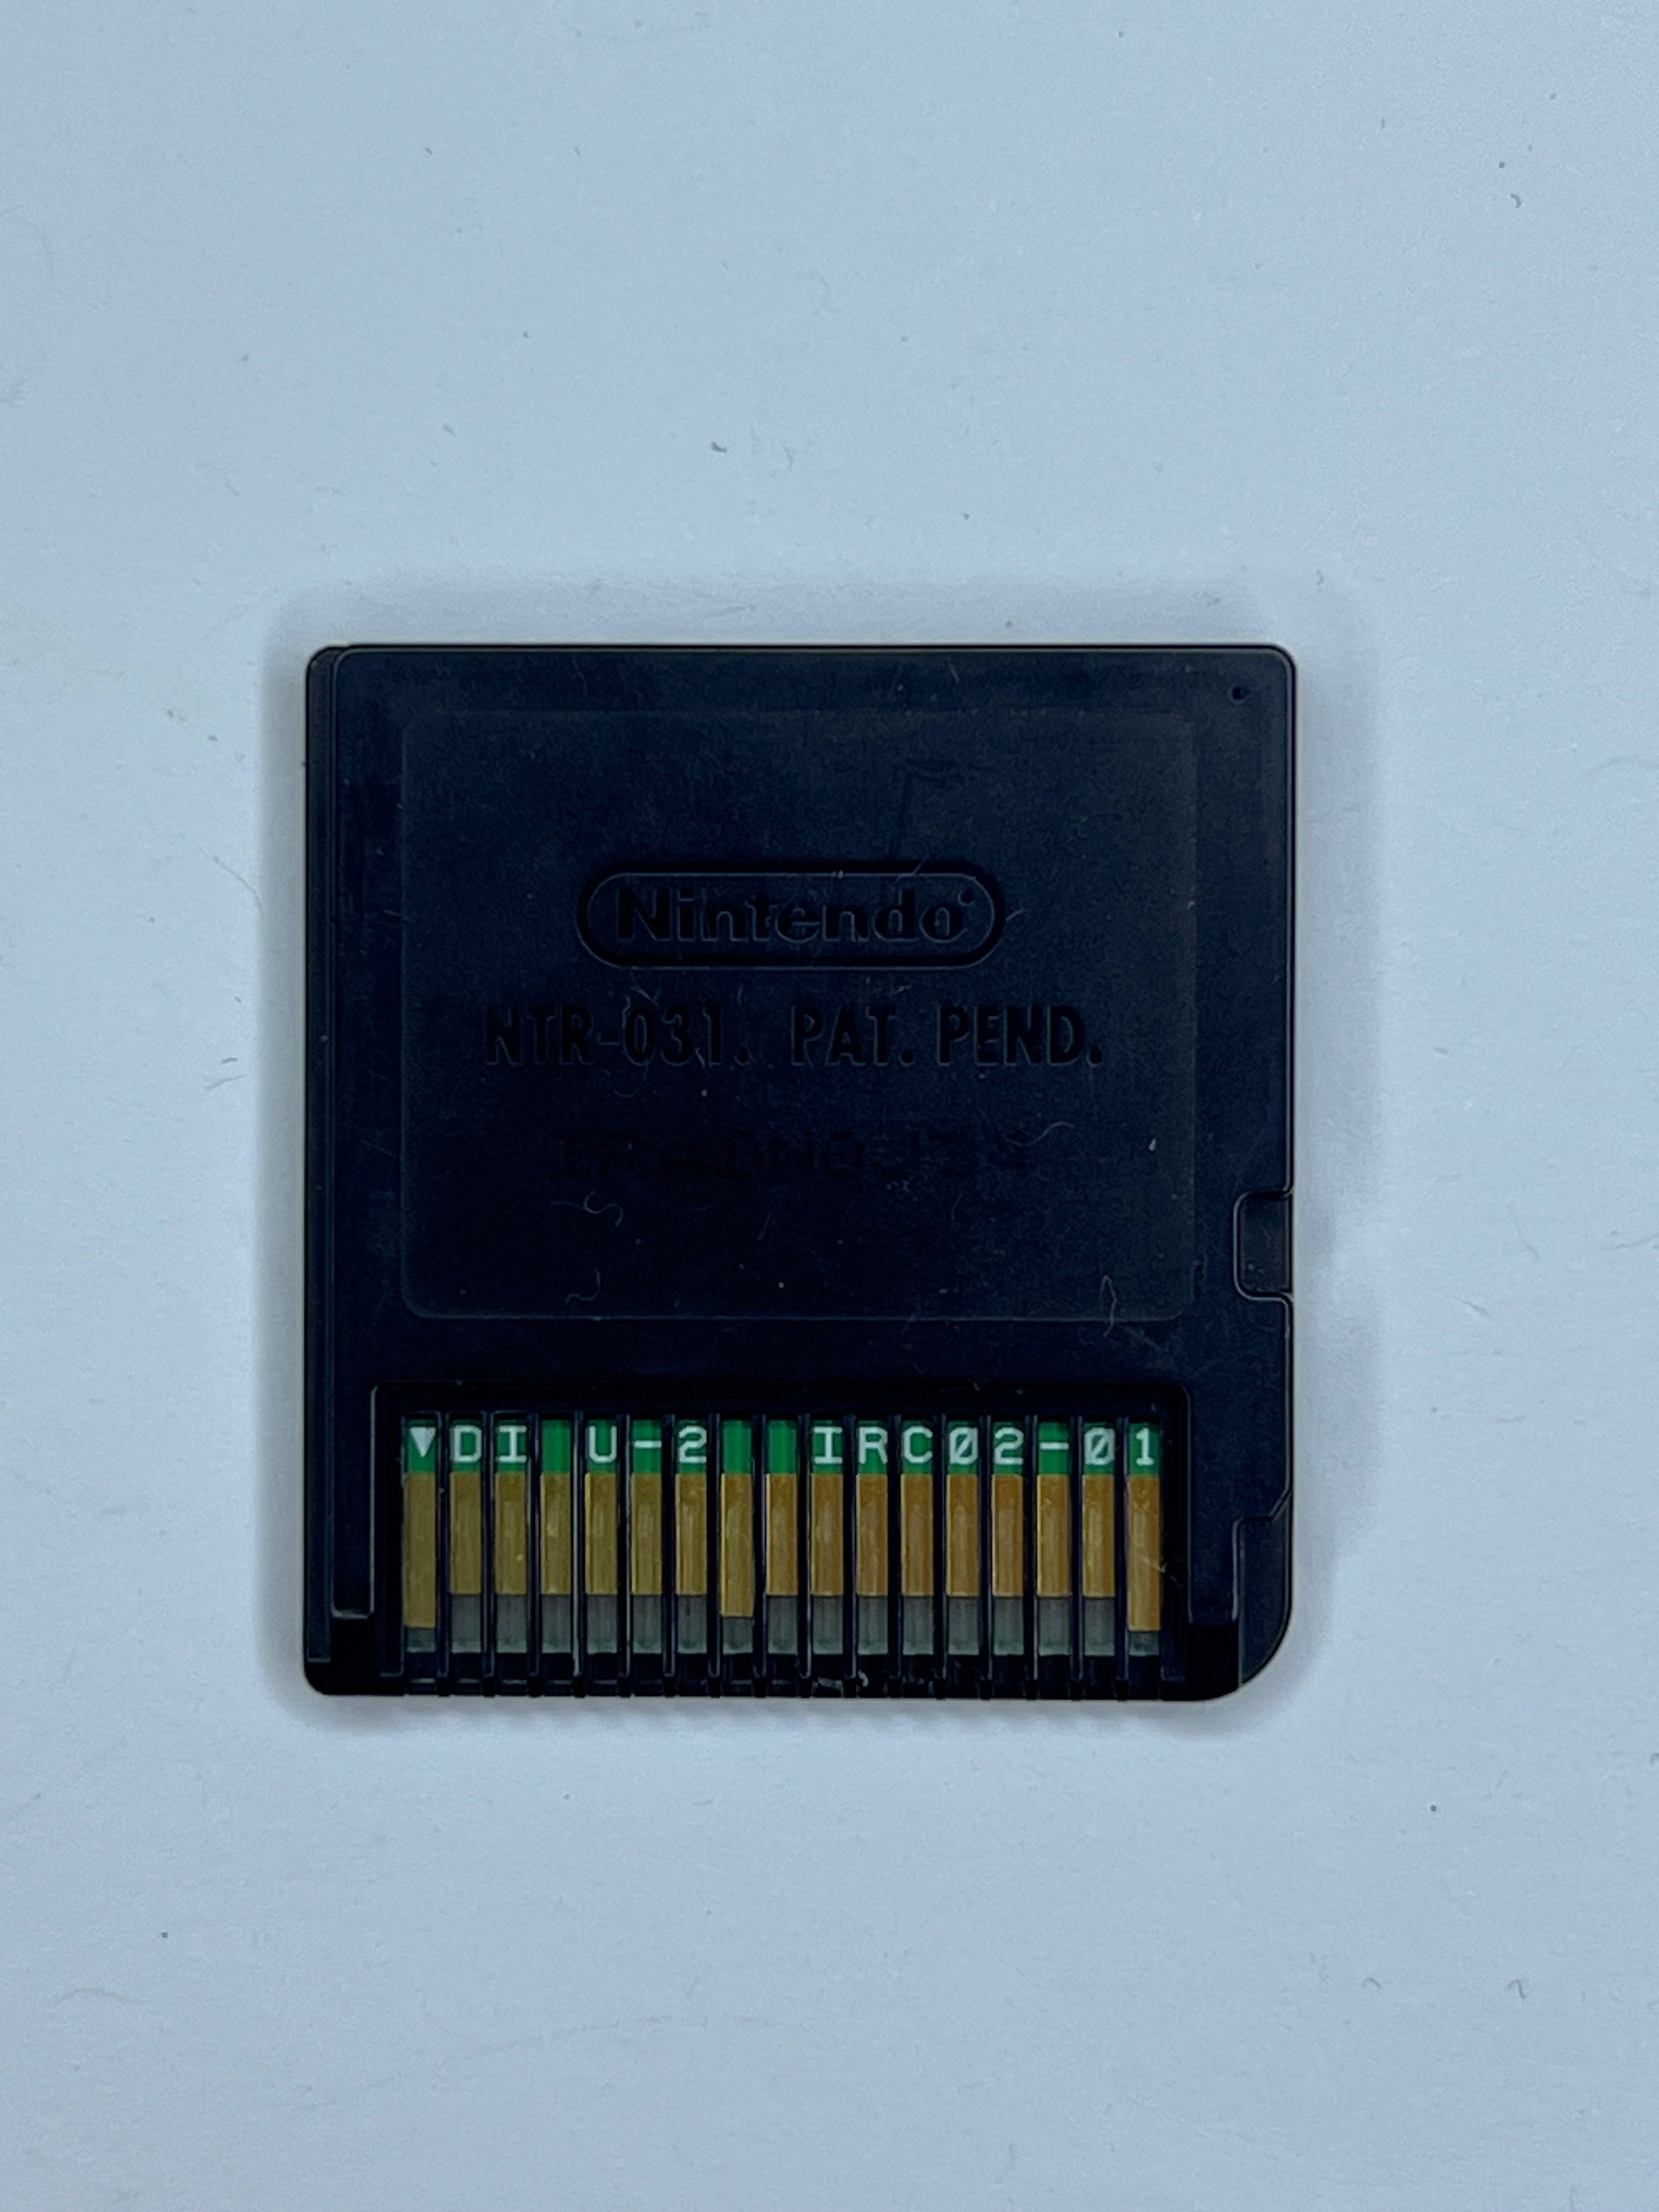 Nintendo
NTR-031. PAT. PEND.
▼DI U-2 IRC02-01